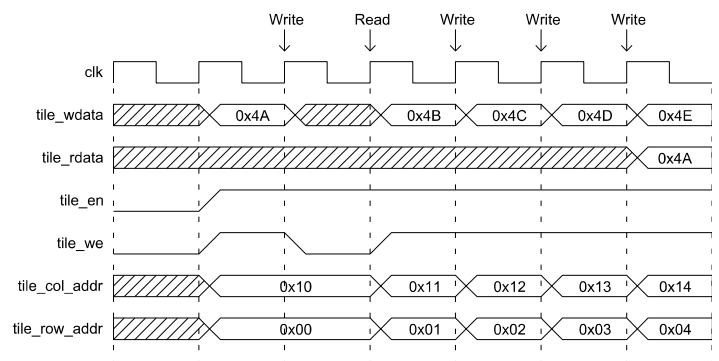 Write Read Write Write Write
clk
tile_wdata 0x4A 0x4B 0x4C 0x4D 0x4E
tile_rdata 0x4A
tile_en
tile_we
tile_col_addr 0x10 0x11 0x12 0x13 0x14
tile_row_addr 0x00 0x01 0x02 0x03 0x04